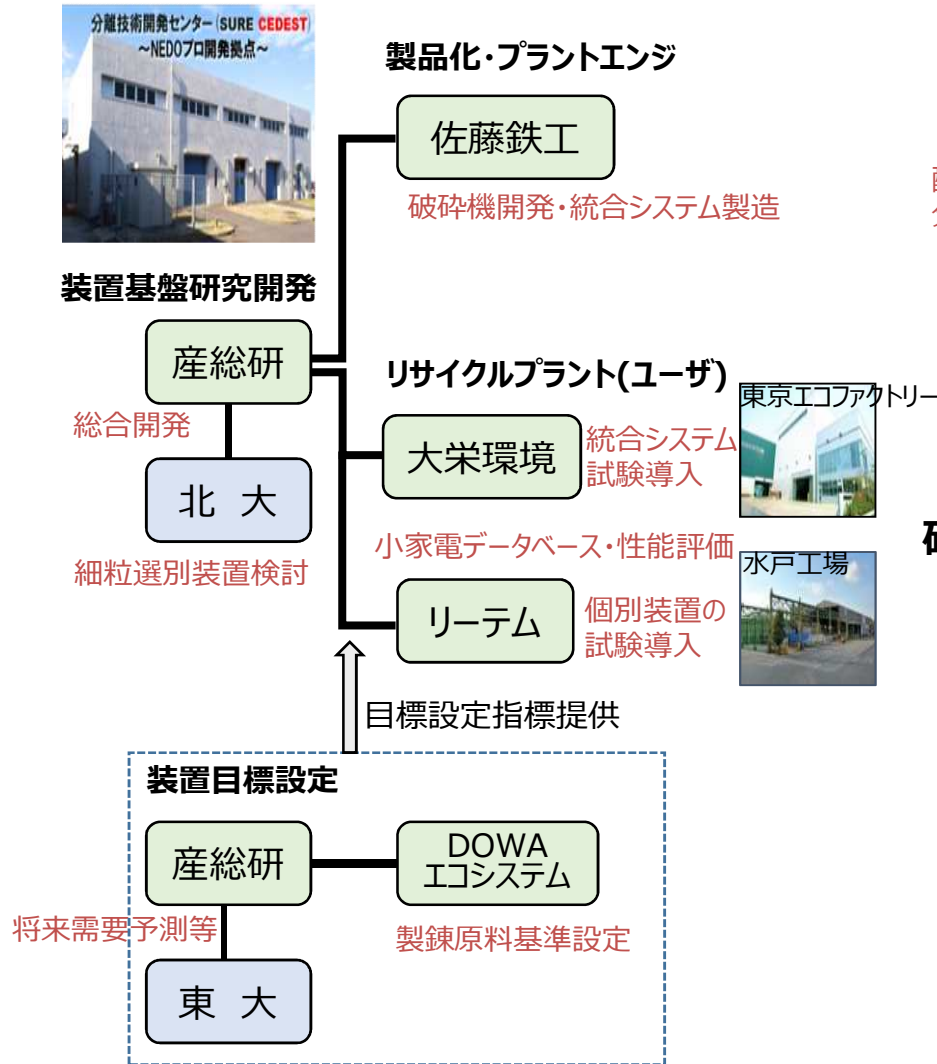 分離技術開発センター(SURE CEDEST)
~NEDOプロ開発拠点~
製品化・プラントエンジ
佐藤鉄工
破砕機開発・統合システム製造
装置基盤研究開発
産総研
総合開発
北 大
細粒選別装置検討
リサイクルプラント(ユーザ)
東京エコファクトリー
大栄環境
統合システム
試験導入
小家電データベース・性能評価
水戸工場
リーテム
個別装置の
試験導入
目標設定指標提供
装置目標設定
産総研
DOWA
エコシステム
将来需要予測等
製錬原料基準設定
東 大